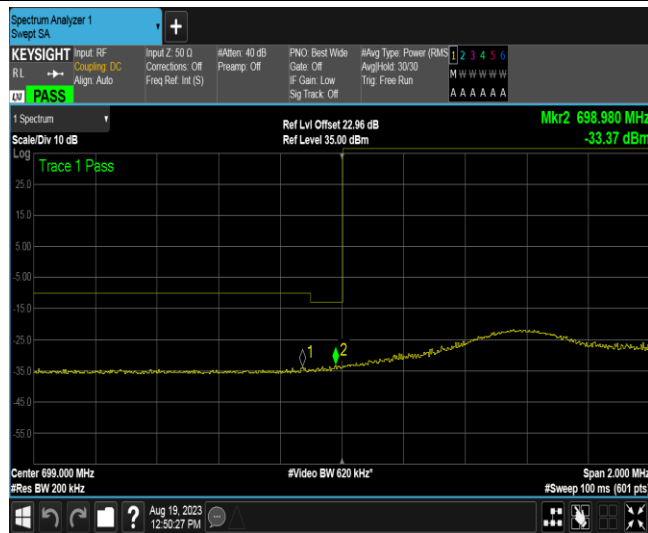 Spectrum Analyzer 1
Swept SA
+
KEYSIGHT
RL
LXI
PASS
Input: RF
Coupling: DC
Align: Auto
Input Z: 50 Ω
Corrections: Off
Freq Ref: Int (S)
#Atten: 40 dB
Preamp: Off
PNO: Best Wide
Gate: Off
IF Gain: Low
Sig Track: Off
#Avg Type: Power (RMS
Avg|Hold: 30/30
Trig: Free Run
1 2 3 4 5 6
M W W W W W
A A A A A A
1 Spectrum
Scale/Div 10 dB
Ref Lvl Offset 22.96 dB
Ref Level 35.00 dBm
Mkr2 698.980 MHz
-33.37 dBm
Log
Trace 1 Pass
25.0
15.0
5.00
-5.00
-15.0
-25.0
-35.0
-45.0
-55.0
1
2
Center 699.000 MHz
#Res BW 200 kHz
#Video BW 620 kHz*
Span 2.000 MHz
#Sweep 100 ms (601 pts)
?
Aug 19, 2023
12:50:27 PM